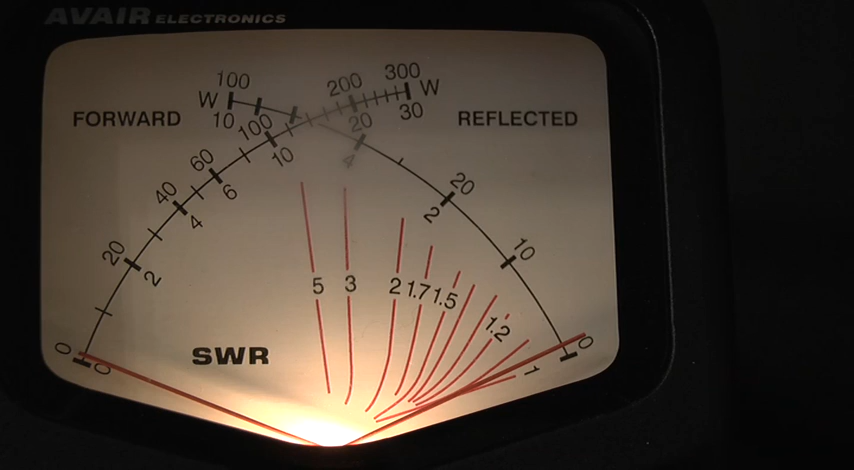 AVAIR ELECTRONICS
100 200 300
W W
10 100 20 30
FORWARD REFLECTED
60 10 4 20
40 6 2
20 4 10
2
5 3 2 1.7 1.5
1.2
SWR
0 0 0 1